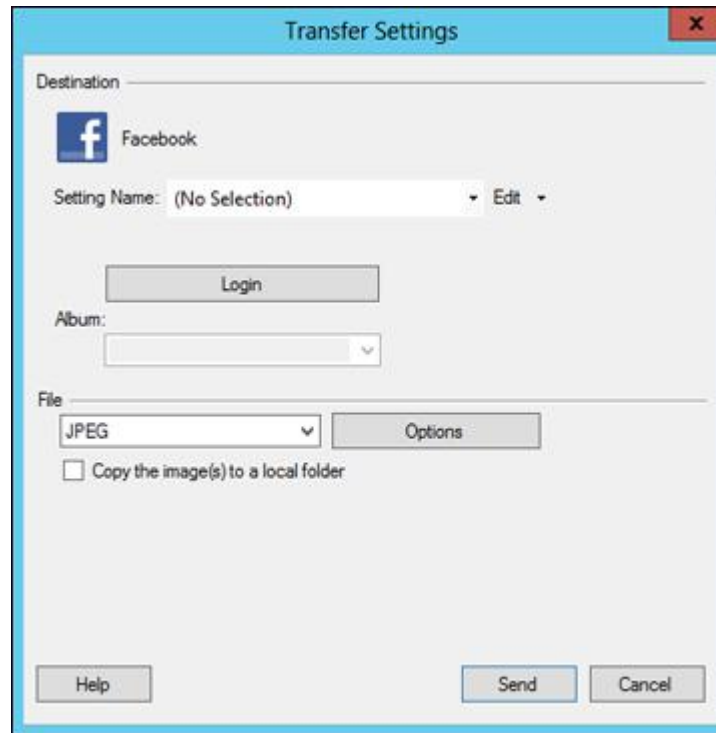 Transfer Settings
Destination
Facebook
Setting Name: (No Selection) Edit
Login
Album:
File
JPEG Options
Copy the image(s) to a local folder
Help Send Cancel